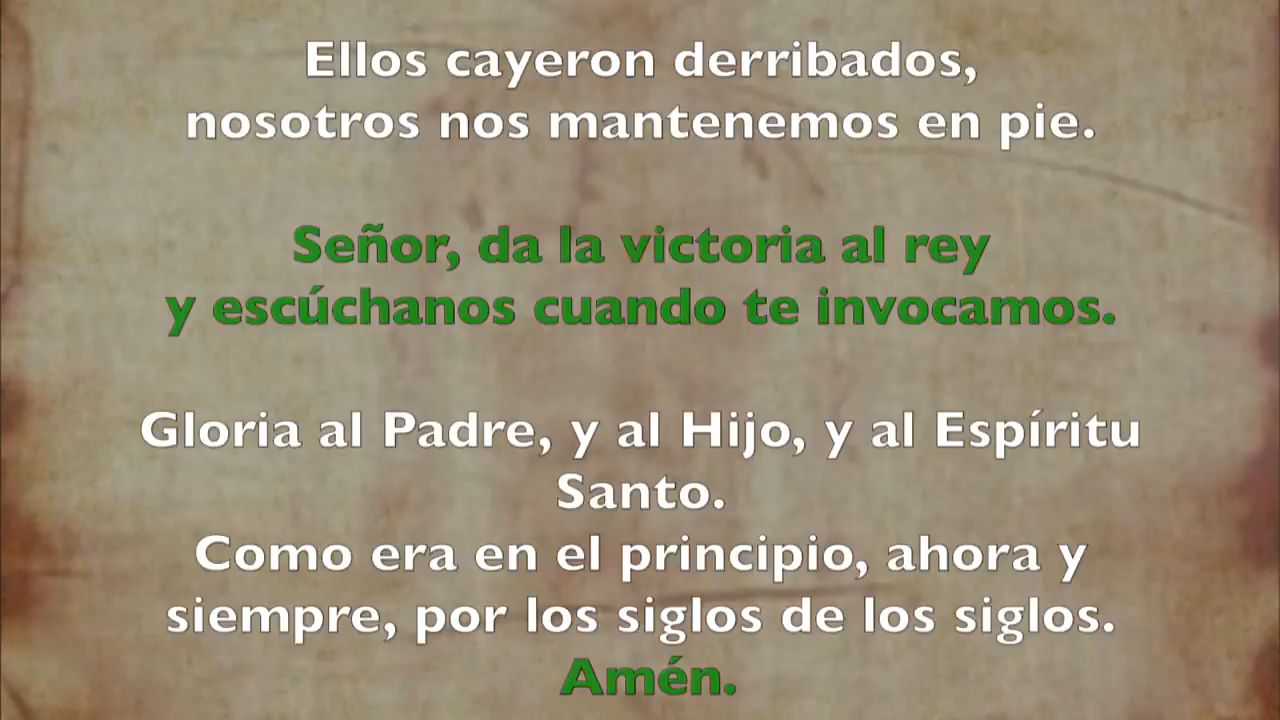 Ellos cayeron derribados,
nosotros nos mantenemos en pie.
Señor, da la victoria al rey
y escúchanos cuando te invocamos.
Gloria al Padre, y al Hijo, y al Espíritu
Santo.
Como era en el principio, ahora y
siempre, por los siglos de los siglos.
Amén.